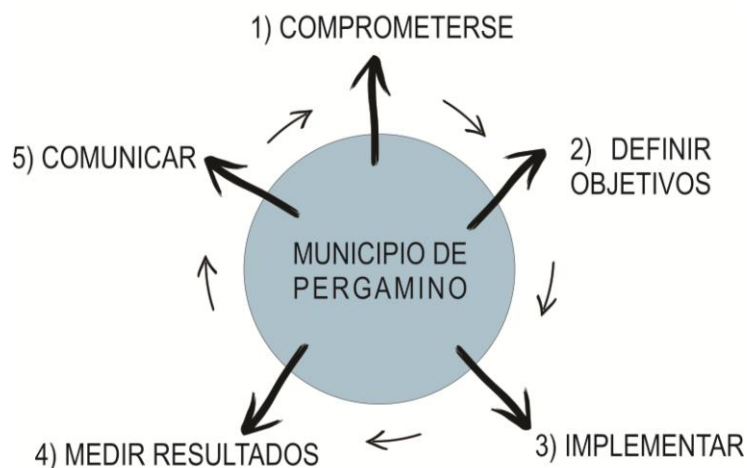 1) COMPROMETERSE
2) DEFINIR
OBJETIVOS
3) IMPLEMENTAR
4) MEDIR RESULTADOS
5) COMUNICAR
MUNICIPIO DE
PERGAMINO